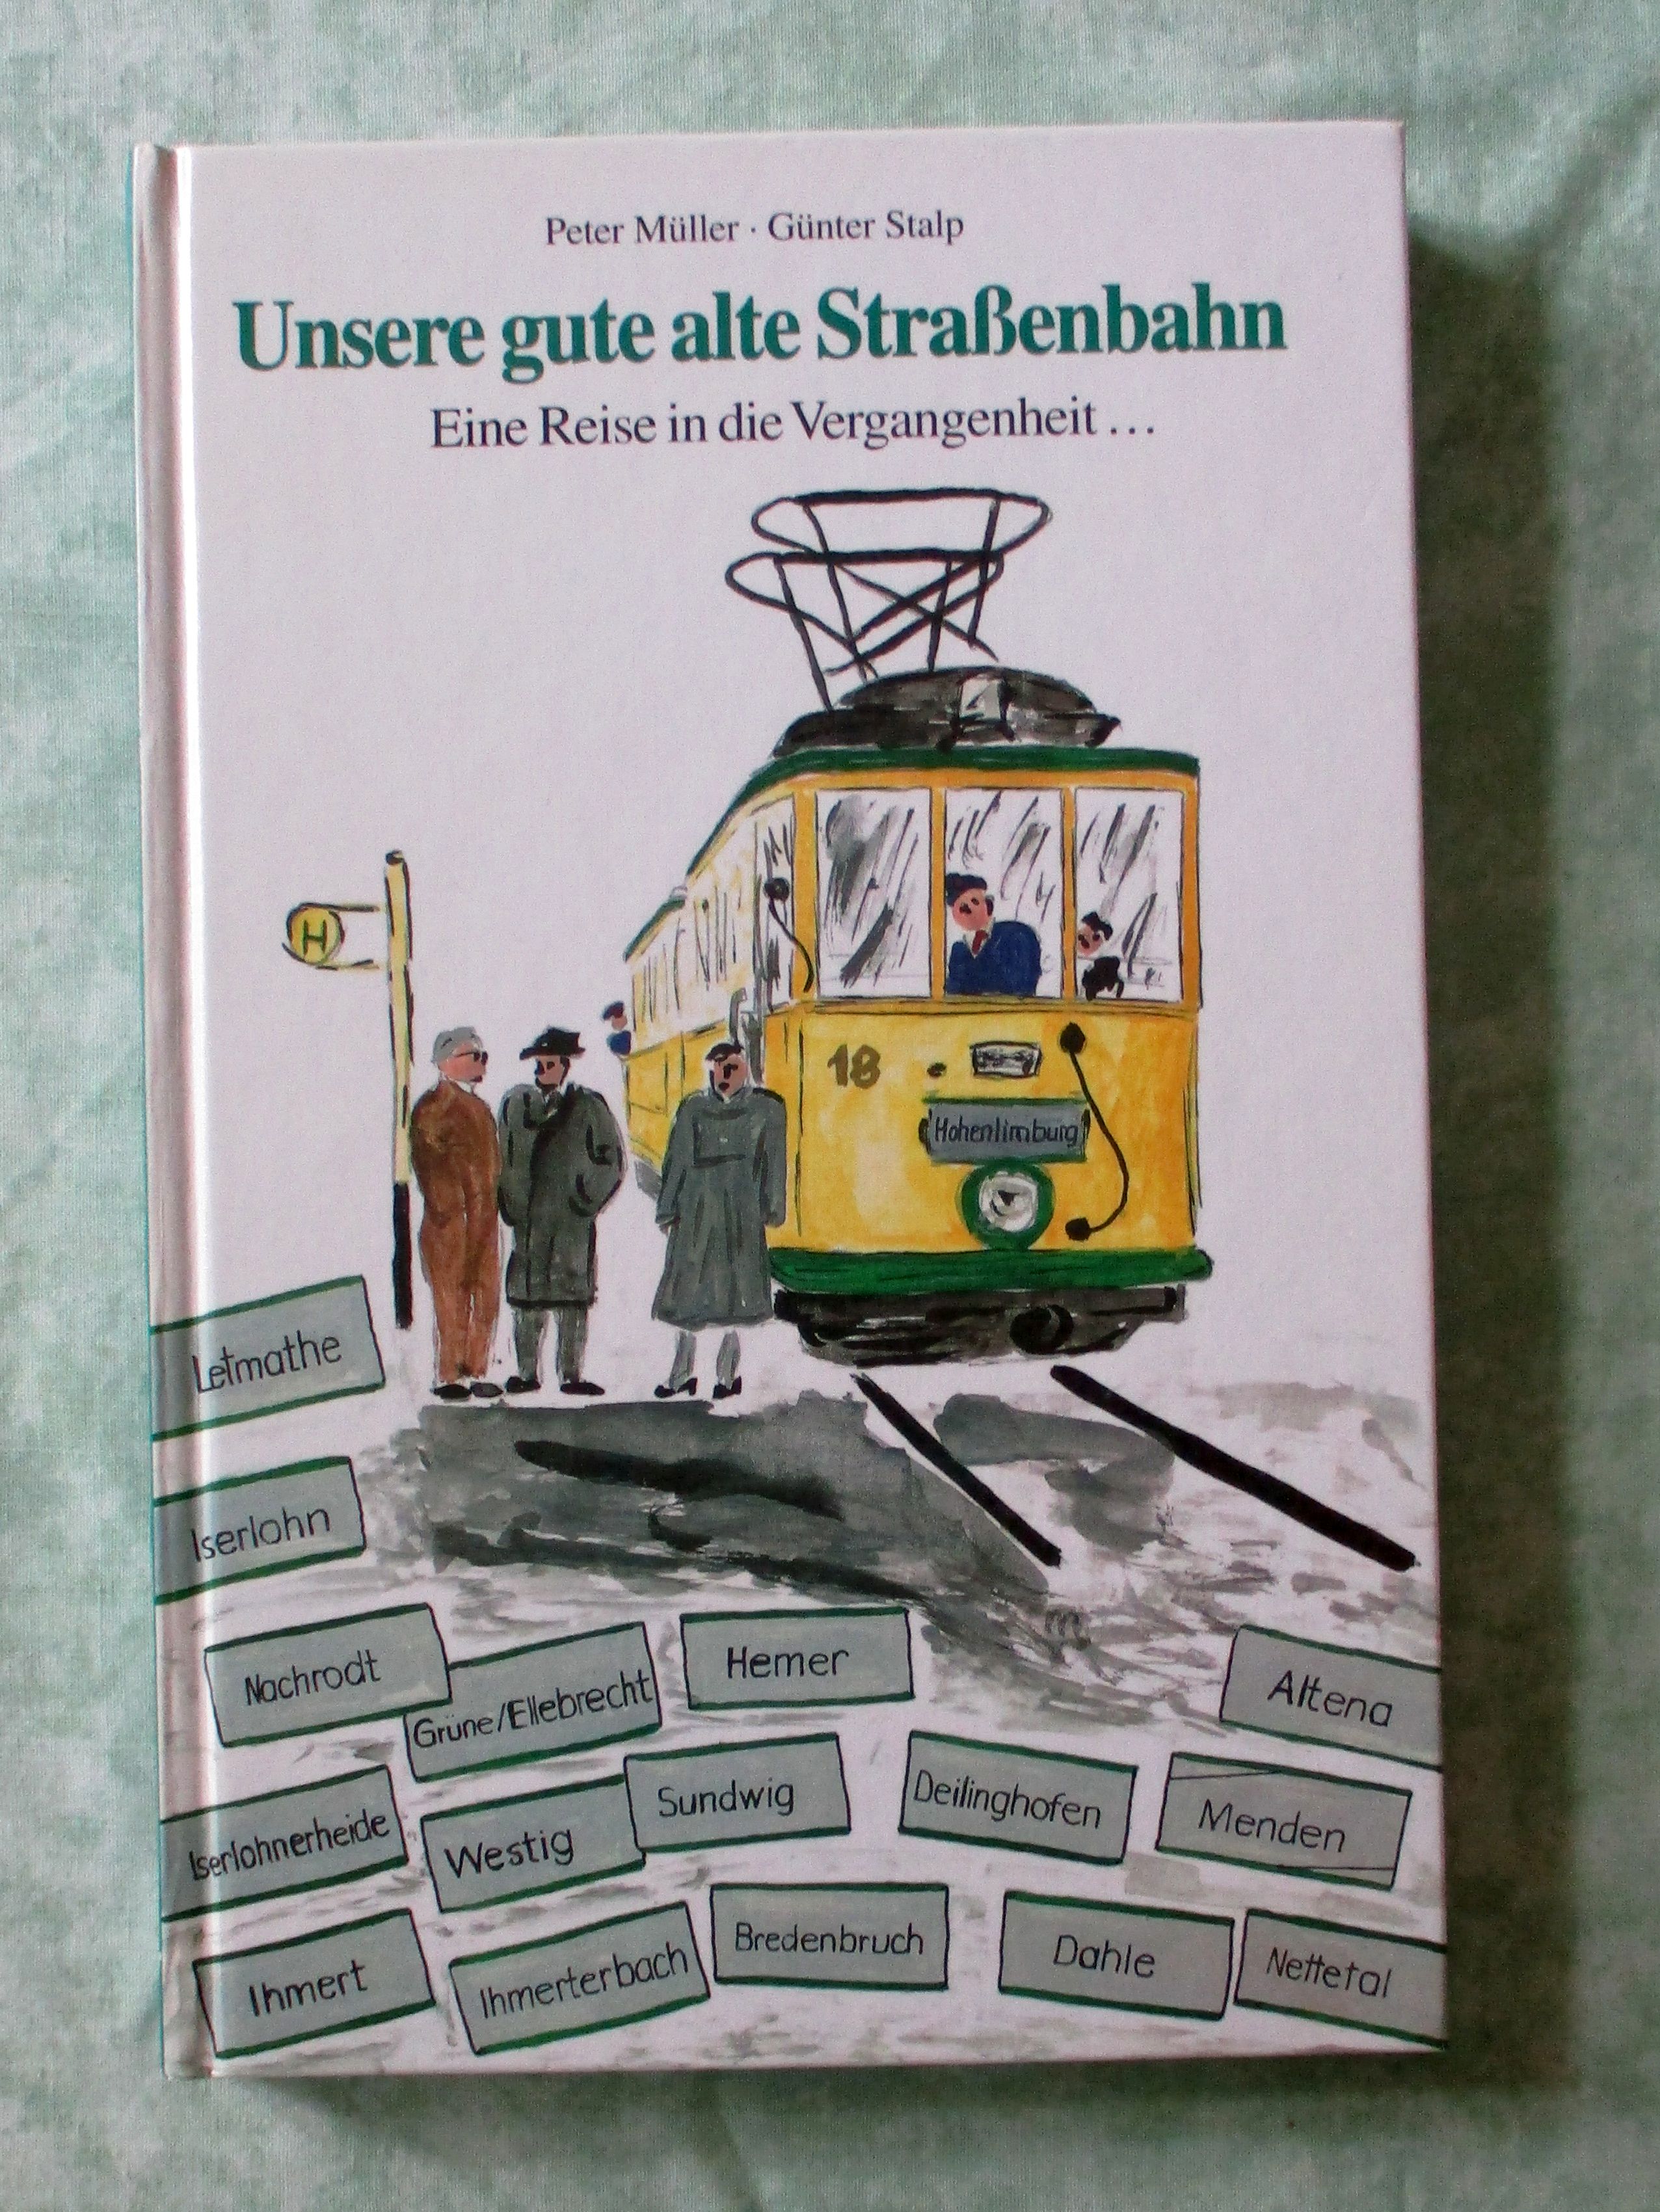 Peter Müller · Günter Stalp
Unsere gute alte Straßenbahn
Eine Reise in die Vergangenheit ...
H
18
Hohenlimburg
Letmathe
Iserlohn
Nachrodt
Grüne/Ellebrecht
Hemer
Altena
Iserlohnerheide
Westig
Sundwig
Deilinghofen
Menden
Ihmert
Ihmerterbach
Bredenbruch
Dahle
Nettetal